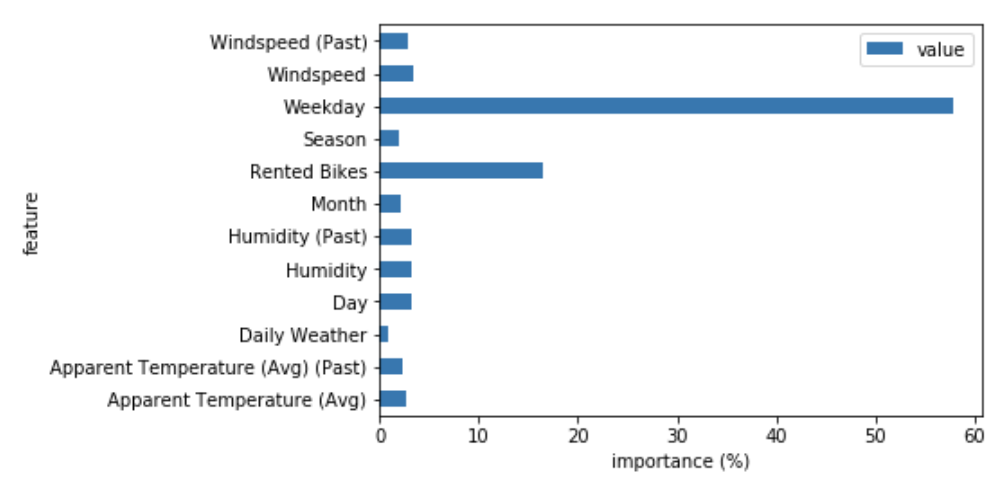 Windspeed (Past)
Windspeed
Weekday
Season
Rented Bikes
Month
Humidity (Past)
Humidity
Day
Daily Weather
Apparent Temperature (Avg) (Past)
Apparent Temperature (Avg)
feature
value
0 10 20 30 40 50 60
importance (%)